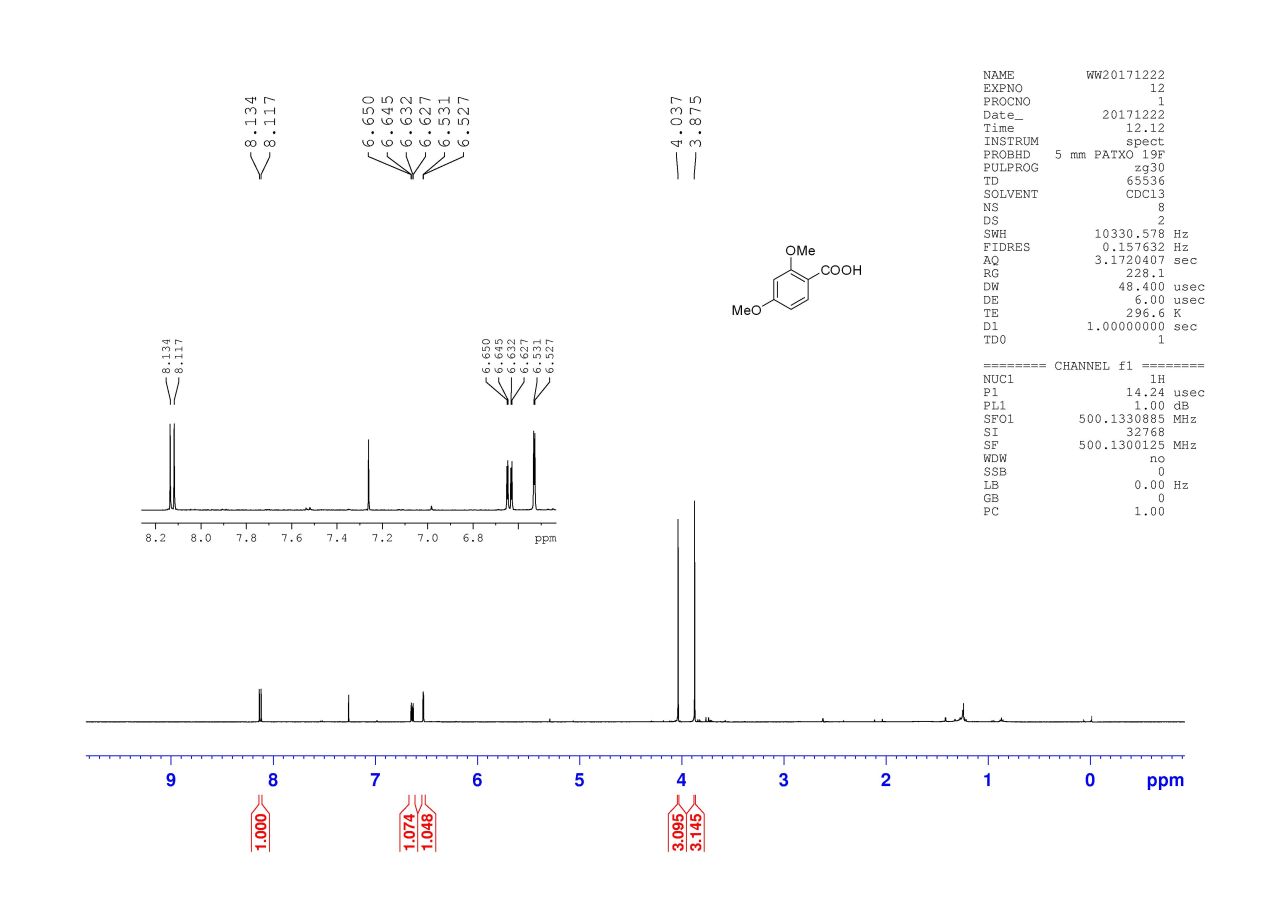 8.134
8.117
6.650
6.645
6.632
6.627
6.531
6.527
4.037
3.875
NAME WW20171222
EXPNO 12
PROCNO 1
Date_ 20171222
Time 12.12
INSTRUM spect
PROBHD 5 mm PATXO 19F
PULPROG zg30
TD 65536
SOLVENT CDCl3
NS 8
DS 2
SWH 10330.578 Hz
FIDRES 0.157632 Hz
AQ 3.1720407 sec
RG 228.1
DW 48.400 usec
DE 6.00 usec
TE 296.6 K
D1 1.00000000 sec
TD0 1
======== CHANNEL f1 ========
NUC1 1H
P1 14.24 usec
PL1 1.00 dB
SFO1 500.1330885 MHz
SI 32768
SF 500.1300125 MHz
WDW no
SSB 0
LB 0.00 Hz
GB 0
PC 1.00
OMe
COOH
MeO
8.134
8.117
6.650
6.645
6.632
6.627
6.531
6.527
8.2 8.0 7.8 7.6 7.4 7.2 7.0 6.8 ppm
9 8 7 6 5 4 3 2 1 0 ppm
1.000
1.074
1.048
3.095
3.145